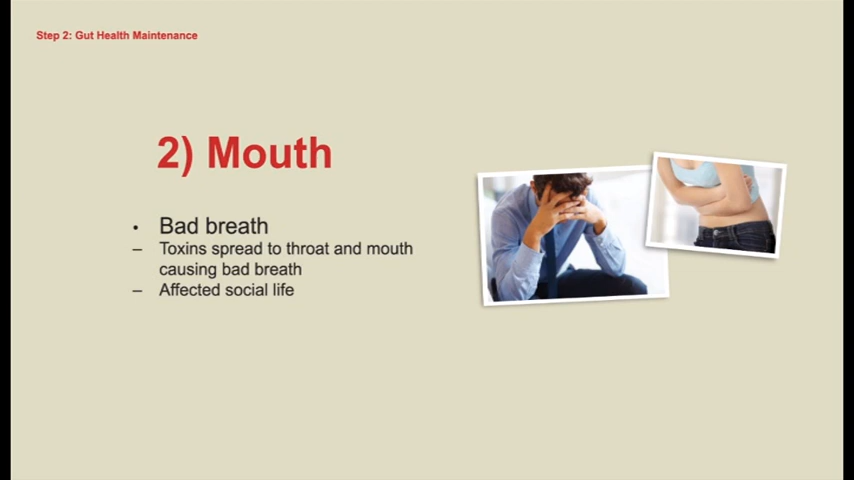 Step 2: Gut Health Maintenance
2) Mouth
• Bad breath
– Toxins spread to throat and mouth
causing bad breath
– Affected social life